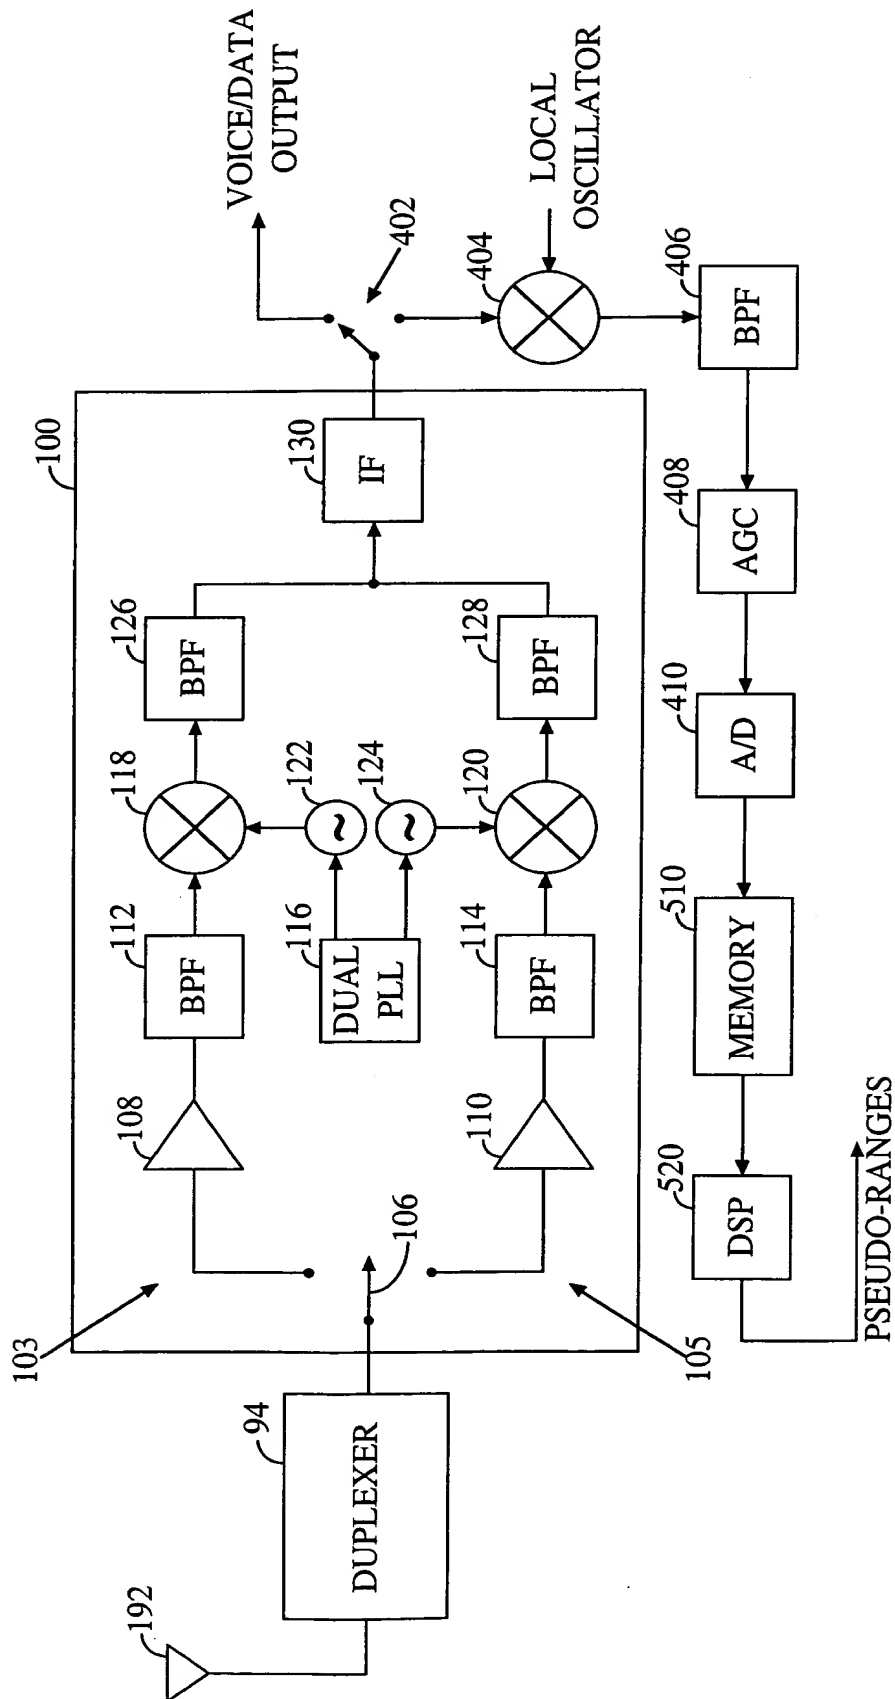 192
94
DUPLEXER
100
103
105
106
108
110
112
BPF
114
BPF
116
DUAL
PLL
118
120
122
~
124
~
126
BPF
128
BPF
130
IF
402
VOICE/DATA
OUTPUT
404
LOCAL
OSCILLATOR
406
BPF
408
AGC
410
A/D
510
MEMORY
520
DSP
PSEUDO-RANGES